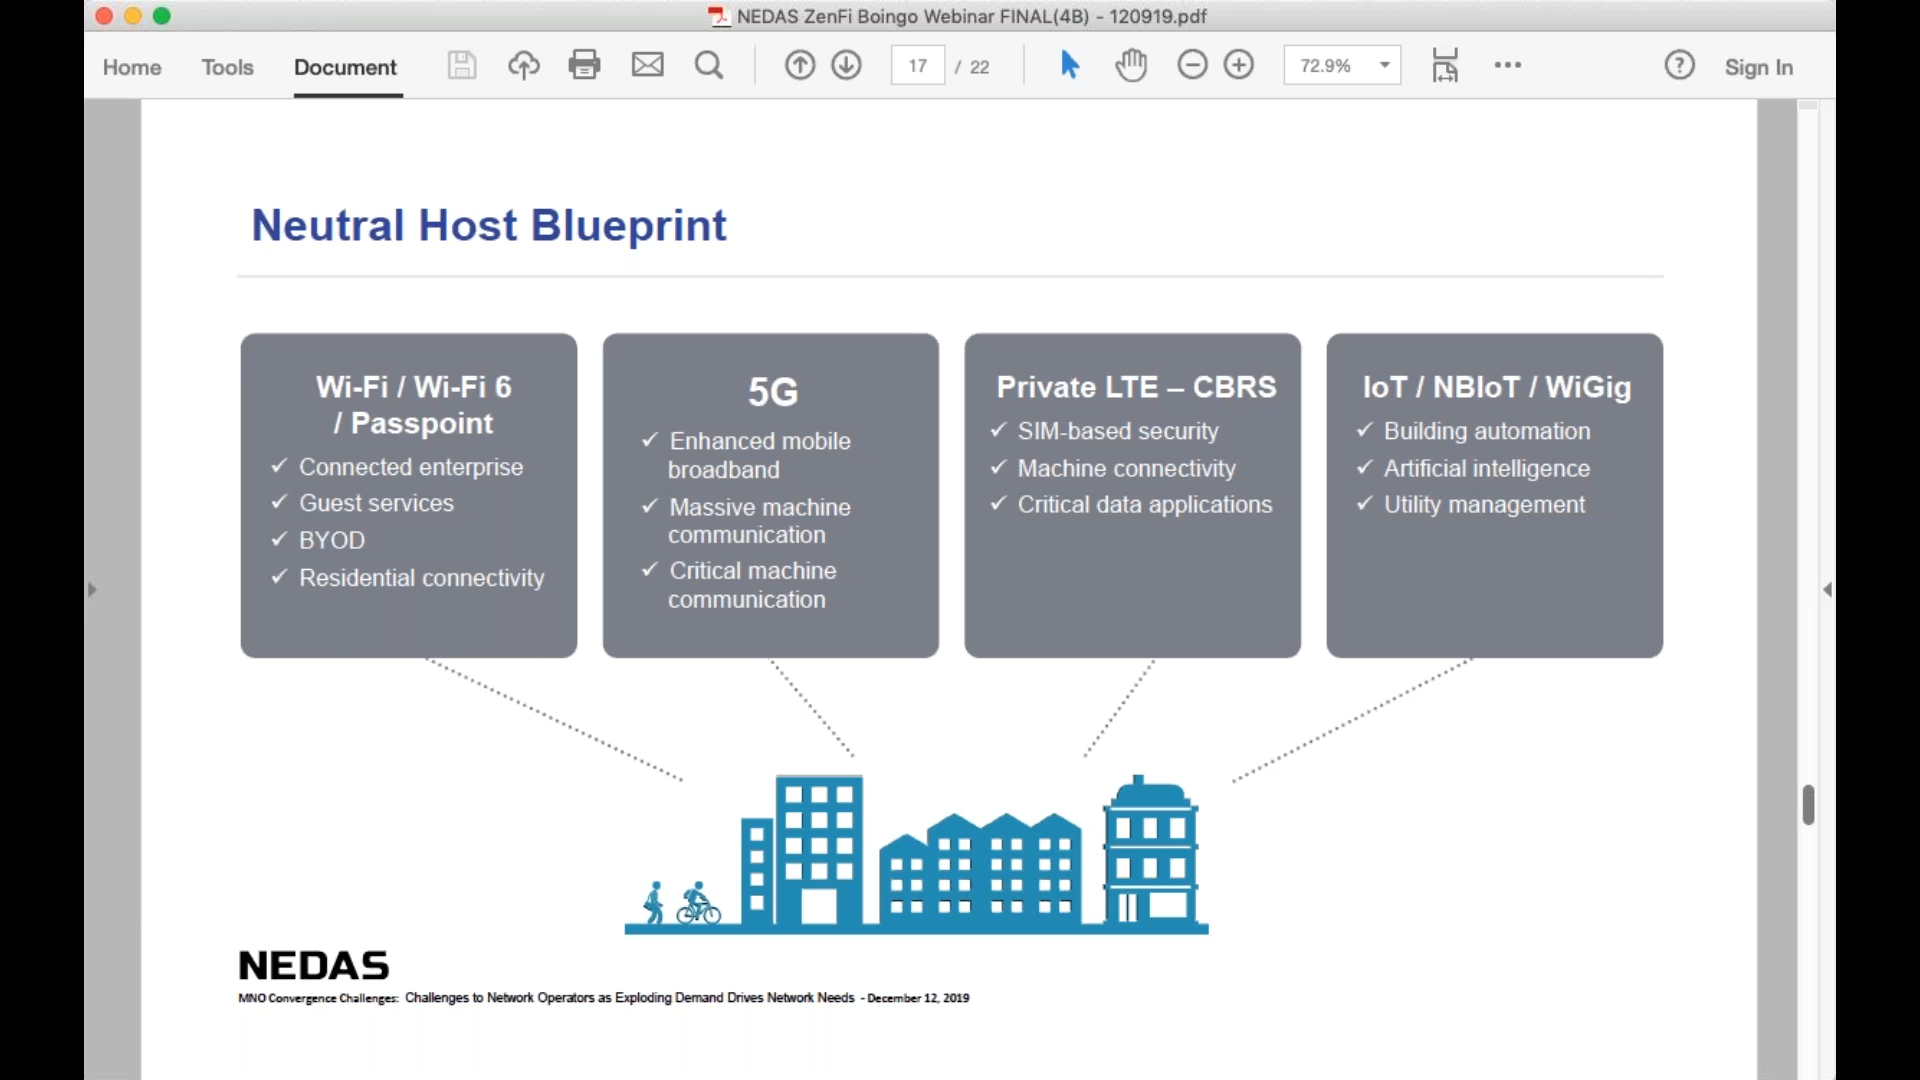 NEDAS ZenFi Boingo Webinar FINAL(4B) - 120919.pdf
Home Tools Document 17 / 22 72.9% Sign In
Neutral Host Blueprint
Wi-Fi / Wi-Fi 6
/ Passpoint
✓ Connected enterprise
✓ Guest services
✓ BYOD
✓ Residential connectivity
5G
✓ Enhanced mobile
broadband
✓ Massive machine
communication
✓ Critical machine
communication
Private LTE – CBRS
✓ SIM-based security
✓ Machine connectivity
✓ Critical data applications
IoT / NBIoT / WiGig
✓ Building automation
✓ Artificial intelligence
✓ Utility management
NEDAS
MNO Convergence Challenges: Challenges to Network Operators as Exploding Demand Drives Network Needs - December 12, 2019